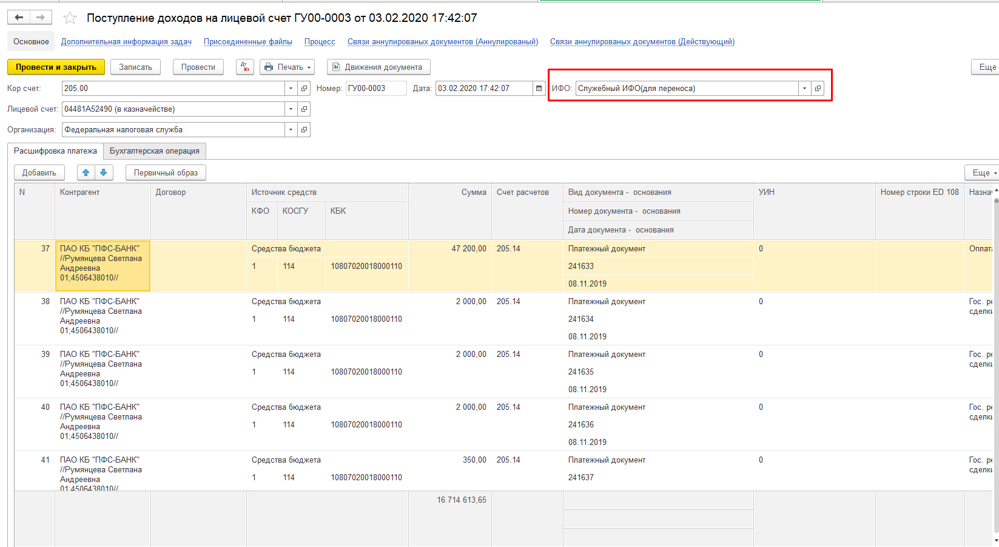 Поступление доходов на лицевой счет ГУ00-0003 от 03.02.2020 17:42:07
Основное Дополнительная информация задач Присоединенные файлы Процесс Связи аннулированых документов (Аннулированый) Связи аннулированых документов (Действующий)
Провести и закрыть Записать Провести Дт Кт Печать Движения документа Еще
Кор счет: 205.00 Номер: ГУ00-0003 Дата: 03.02.2020 17:42:07 ИФО: Служебный ИФО(для переноса)
Лицевой счет: 04481А52490 (в казначействе)
Организация: Федеральная налоговая служба
Расшифровка платежа Бухгалтерская операция
Добавить Первичный образ Еще
N Контрагент Договор Источник средств Сумма Счет расчетов Вид документа - основания УИН Номер строки ED 108 Назнач
КФО КОСГУ КБК Номер документа - основания
Дата документа - основания
37 ПАО КБ "ПФС-БАНК" Средства бюджета 47 200,00 205.14 Платежный документ 0 Оплата
//Румянцева Светлана
Андреевна 1 114 10807020018000110 241633
01;4506438010// 08.11.2019
38 ПАО КБ "ПФС-БАНК" Средства бюджета 2 000,00 205.14 Платежный документ 0 Гос. ре
//Румянцева Светлана сделки
Андреевна 1 114 10807020018000110 241634
01;4506438010// 08.11.2019
39 ПАО КБ "ПФС-БАНК" Средства бюджета 2 000,00 205.14 Платежный документ 0 Гос. ре
//Румянцева Светлана сделки
Андреевна 1 114 10807020018000110 241635
01;4506438010// 08.11.2019
40 ПАО КБ "ПФС-БАНК" Средства бюджета 2 000,00 205.14 Платежный документ 0 Гос. ре
//Румянцева Светлана сделки
Андреевна 1 114 10807020018000110 241636
01;4506438010// 08.11.2019
41 ПАО КБ "ПФС-БАНК" Средства бюджета 350,00 205.14 Платежный документ 0 Гос. ре
//Румянцева Светлана сделки
Андреевна 1 114 10807020018000110 241637
01;4506438010//
16 714 613,65